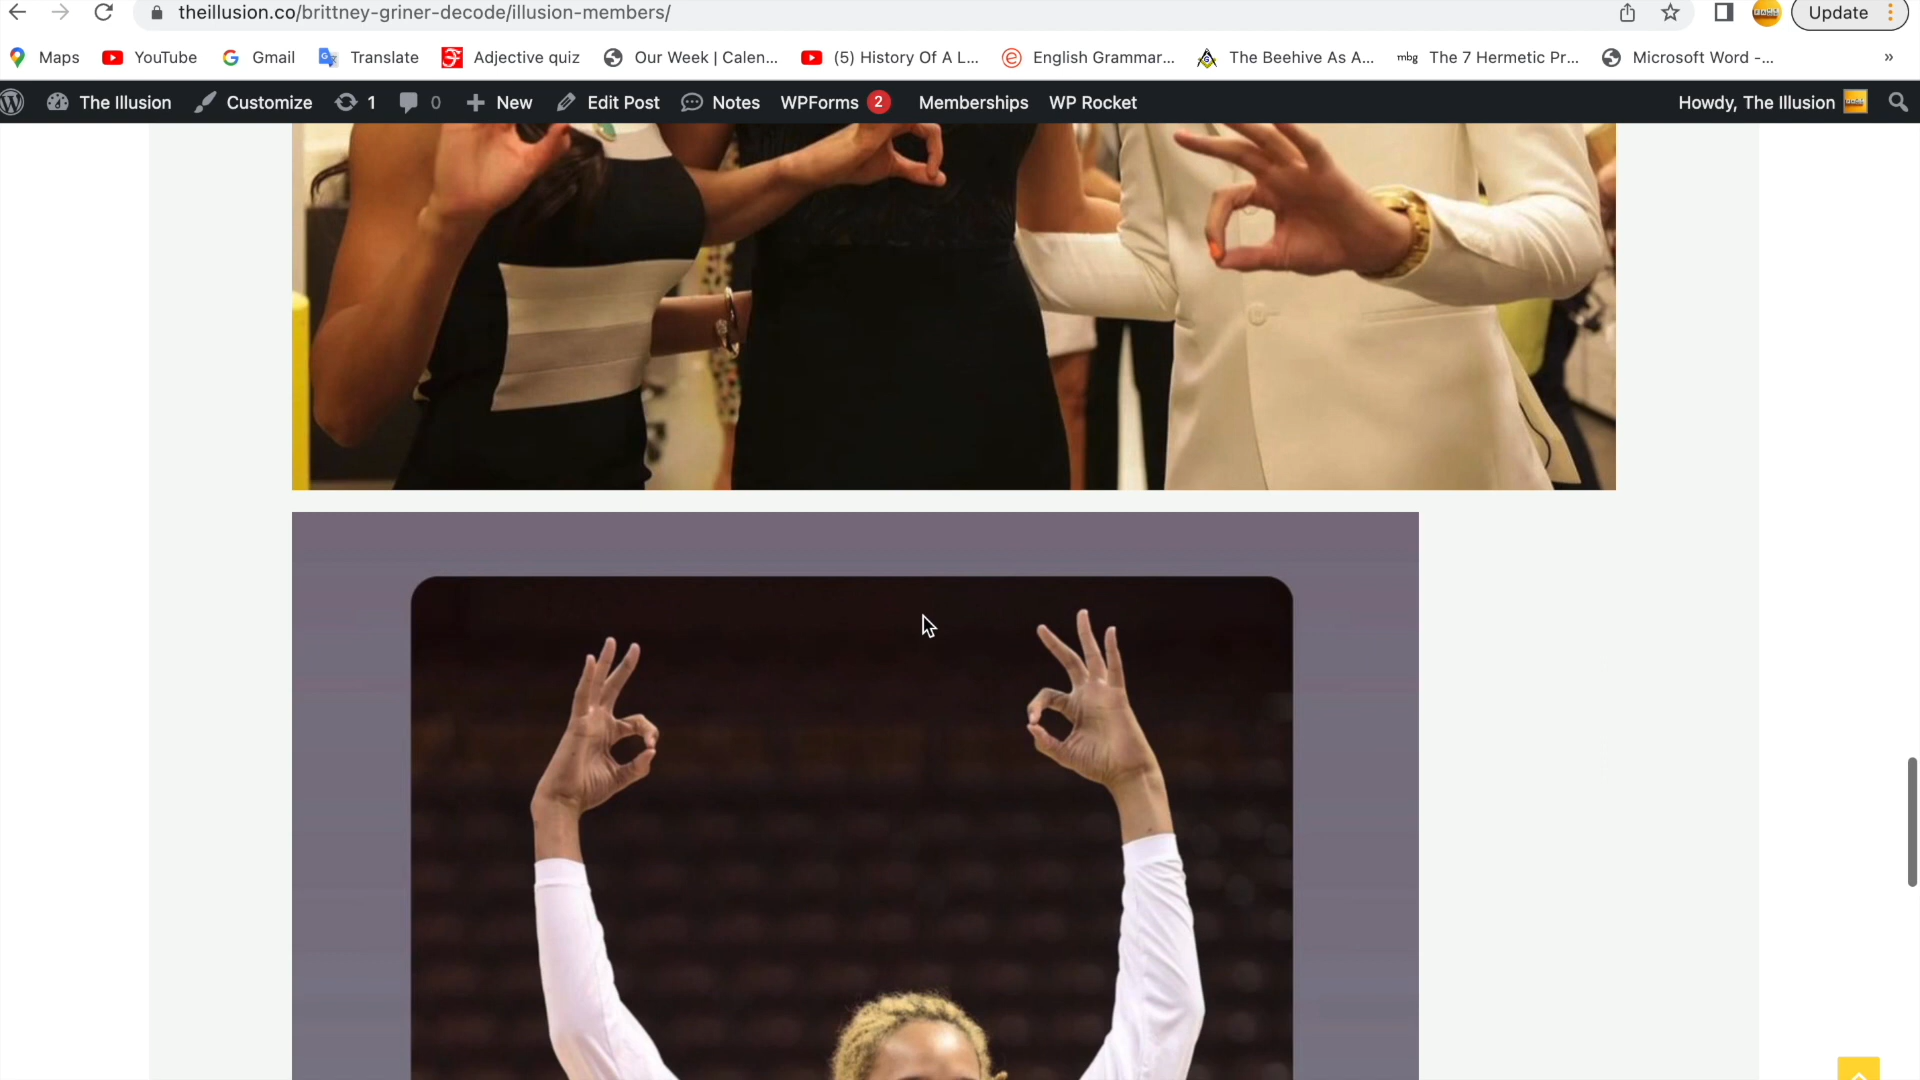 theillusion.co/brittney-griner-decode/illusion-members/
Update
Maps YouTube Gmail Translate Adjective quiz Our Week | Calen... (5) History Of A L... English Grammar... The Beehive As A... mbg The 7 Hermetic Pr... Microsoft Word -... »
The Illusion Customize 1 0 New Edit Post Notes WPForms 2 Memberships WP Rocket Howdy, The Illusion